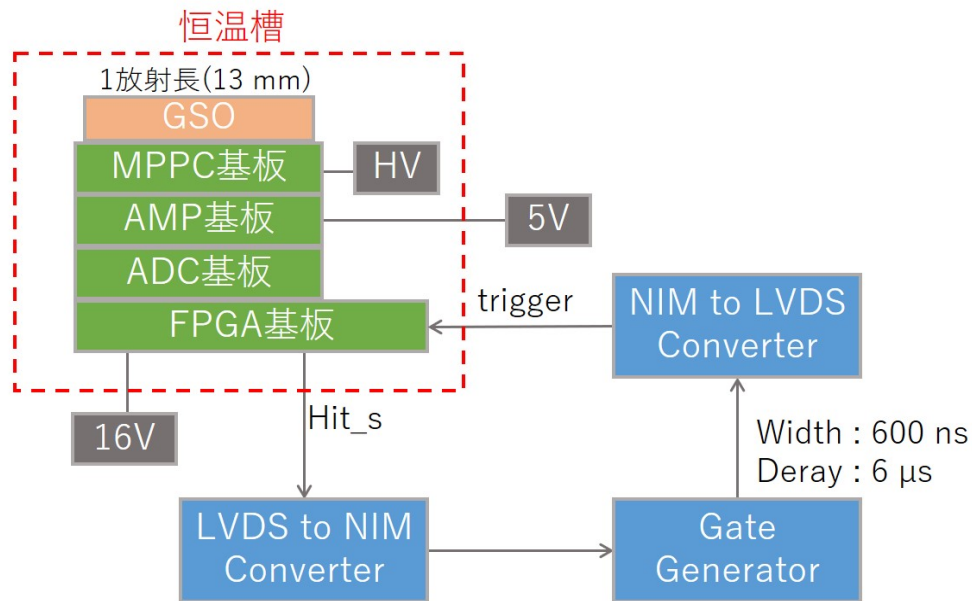 恒温槽
1放射長(13 mm)
GSO
MPPC基板
HV
AMP基板
5V
ADC基板
FPGA基板
trigger
NIM to LVDS
Converter
16V
Hit_s
Width : 600 ns
Deray : 6 μs
LVDS to NIM
Converter
Gate
Generator